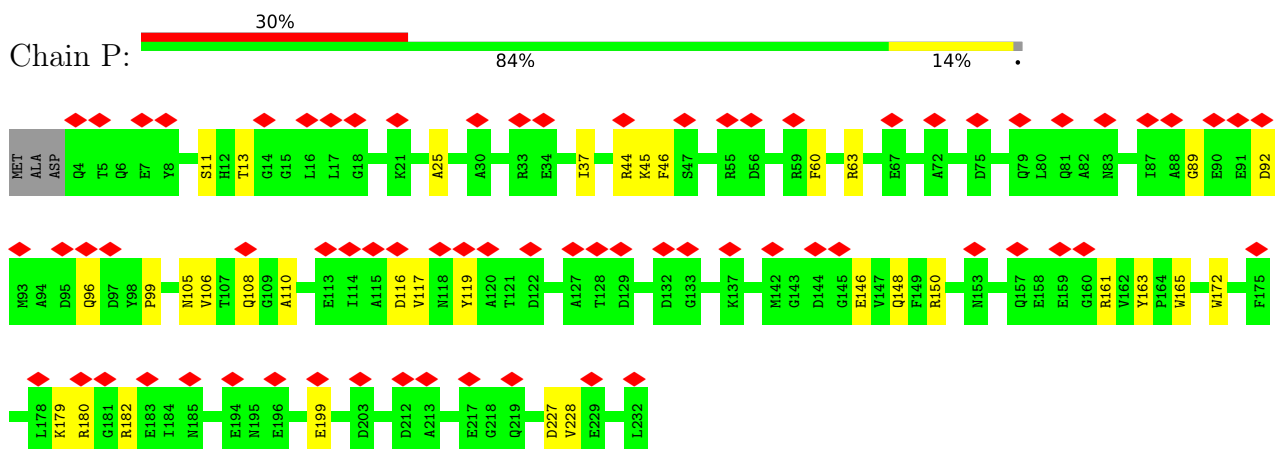 30%
Chain P:
84% 14% •
MET ALA ASP Q4 T5 Q6 E7 Y8 S11 H12 T13 G14 G15 L16 L17 G18 K21 A25 A30 R33 E34 I37 R44 K45 F46 S47 R55 D56 R59 F60 R63 E67 A72 D75 Q79 L80 Q81 A82 N83 I87 A88 G89 E90 E91 D92
M93 A94 D95 Q96 D97 Y98 P99 N105 V106 T107 Q108 G109 A110 E113 I114 A115 D116 V117 N118 Y119 A120 T121 D122 A127 T128 D129 D132 G133 K137 M142 G143 D144 G145 E146 V147 Q148 F149 R150 N153 Q157 E158 E159 G160 R161 V162 Y163 P164 W165 W172 F175
L178 K179 R180 G181 R182 E183 I184 N185 E194 N195 E196 E199 D203 D212 A213 E217 G218 Q219 D227 V228 E229 L232